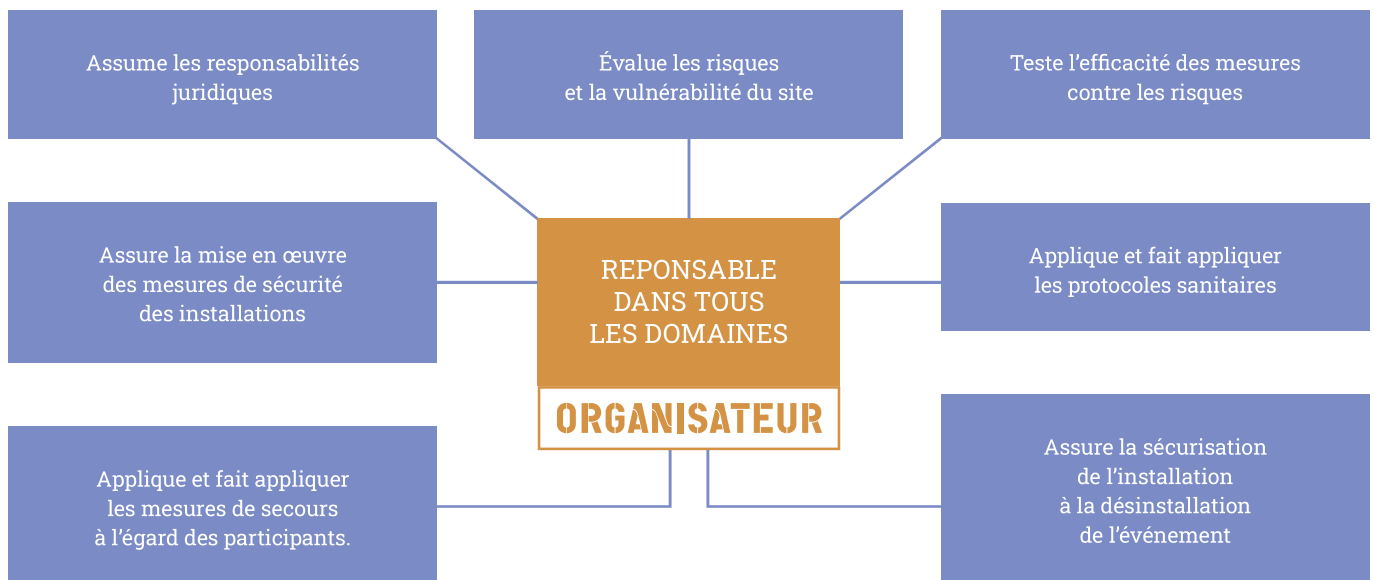 Assume les responsabilités
juridiques
Évalue les risques
et la vulnérabilité du site
Teste l’efficacité des mesures
contre les risques
Assure la mise en œuvre
des mesures de sécurité
des installations
REPONSABLE
DANS TOUS
LES DOMAINES
ORGANISATEUR
Applique et fait appliquer
les protocoles sanitaires
Applique et fait appliquer
les mesures de secours
à l’égard des participants.
Assure la sécurisation
de l’installation
à la désinstallation
de l’événement